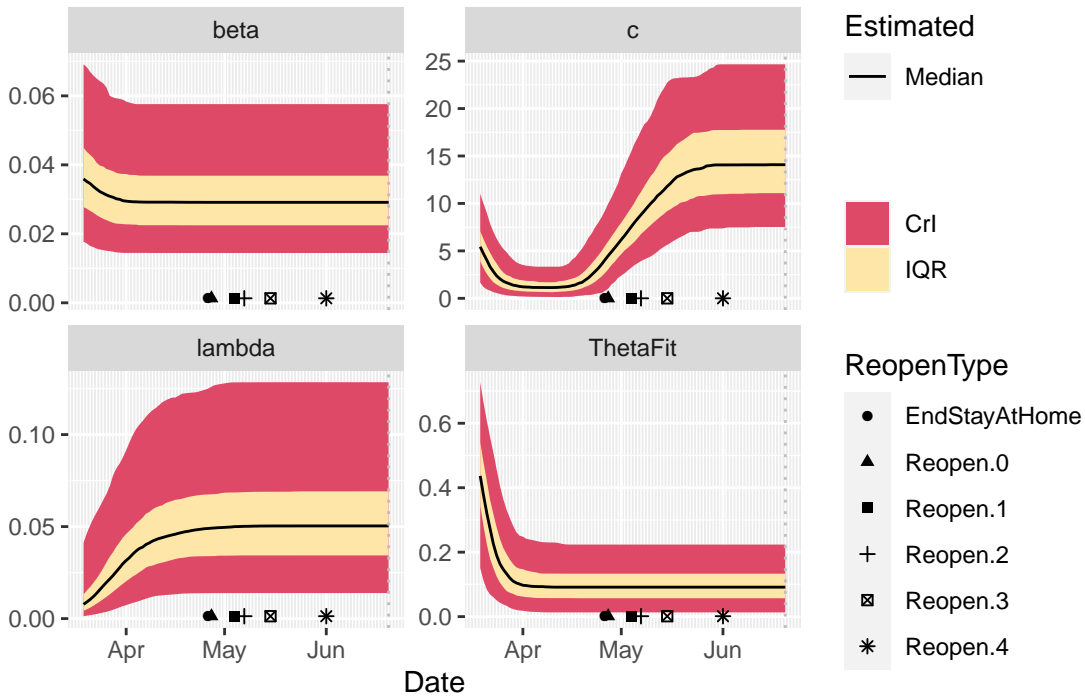 beta
c
0.06
0.04
0.02
0.00
25
20
15
10
5
0
lambda
ThetaFit
0.10
0.05
0.00
0.6
0.4
0.2
0.0
Apr
May
Jun
Apr
May
Jun
Date
Estimated
Median
CrI
IQR
ReopenType
EndStayAtHome
Reopen.0
Reopen.1
Reopen.2
Reopen.3
Reopen.4